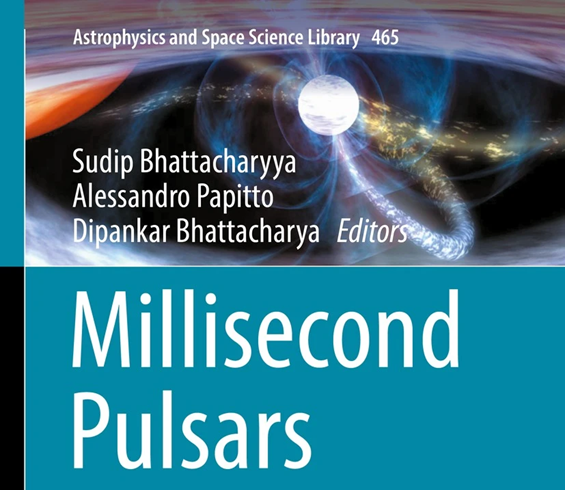 Astrophysics and Space Science Library 465
Sudip Bhattacharyya
Alessandro Papitto
Dipankar Bhattacharya Editors
Millisecond
Pulsars